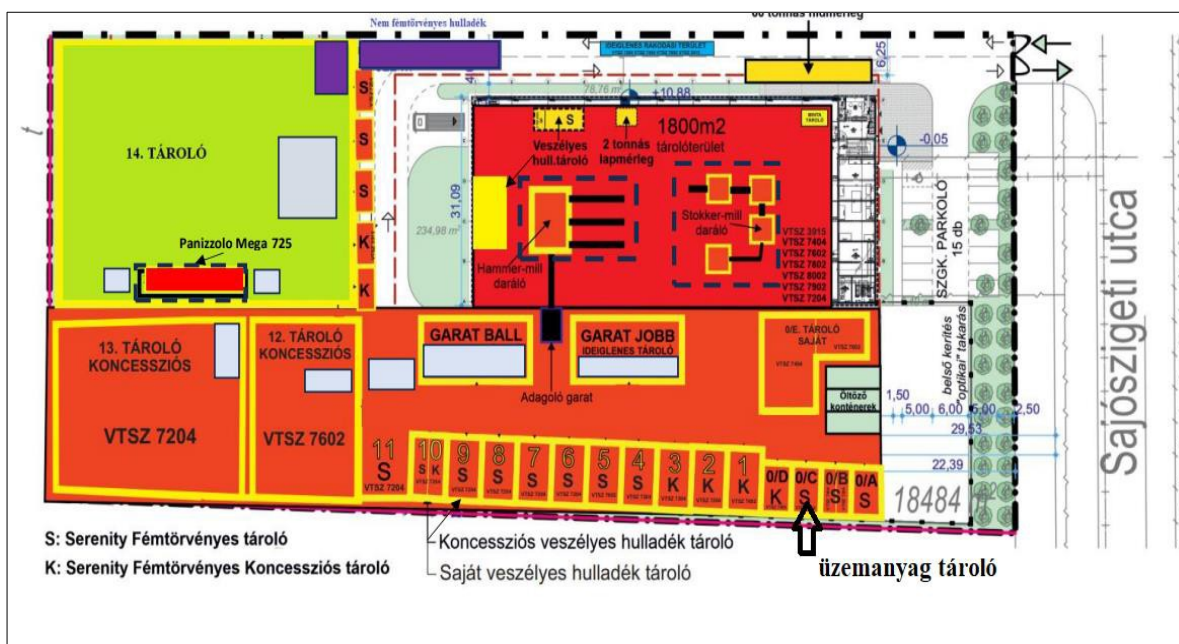 Nem fémtörvényes hulladék
60 tonnás hídmérleg
IDEIGLENES RAKODÁSI TERÜLET
6,25
78,76 m²
+10,88
S
S
S
K
K
14. TÁROLÓ
Panizzolo Mega 725
S
Veszélyes
hull.tároló
2 tonnás
lapmérleg
1800m2
tárolóterület
MINTA
TÁROLÓ
-0,05
31,09
234,98 m²
Hammer-mill
daráló
Stokker-mill
daráló
VTSZ 3915
VTSZ 7404
VTSZ 7602
VTSZ 7802
VTSZ 8002
VTSZ 7902
VTSZ 7204
SZGK. PARKOLÓ
15 db
Sajószigeti utca
13. TÁROLÓ
KONCESSZIÓS
VTSZ 7204
12. TÁROLÓ
KONCESSZIÓS
VTSZ 7602
GARAT BALL
GARAT JOBB
IDEIGLENES TÁROLÓ
Adagoló garat
0/E. TÁROLÓ
SAJÁT
VTSZ 7404
Öltöző
konténerek
belső kerítés
"optikai" takarás
1,50
5,00
6,00
5,00
2,50
29,53
22,39
18484 m²
11
S
VTSZ 7204
10
S K
9
S
8
S
7
S
6
S
5
S
4
S
3
K
2
K
1
K
0/D
K
0/C
S
0/B
S
0/A
S
S: Serenity Fémtörvényes tároló
K: Serenity Fémtörvényes Koncessziós tároló
Koncessziós veszélyes hulladék tároló
Saját veszélyes hulladék tároló
üzemanyag tároló